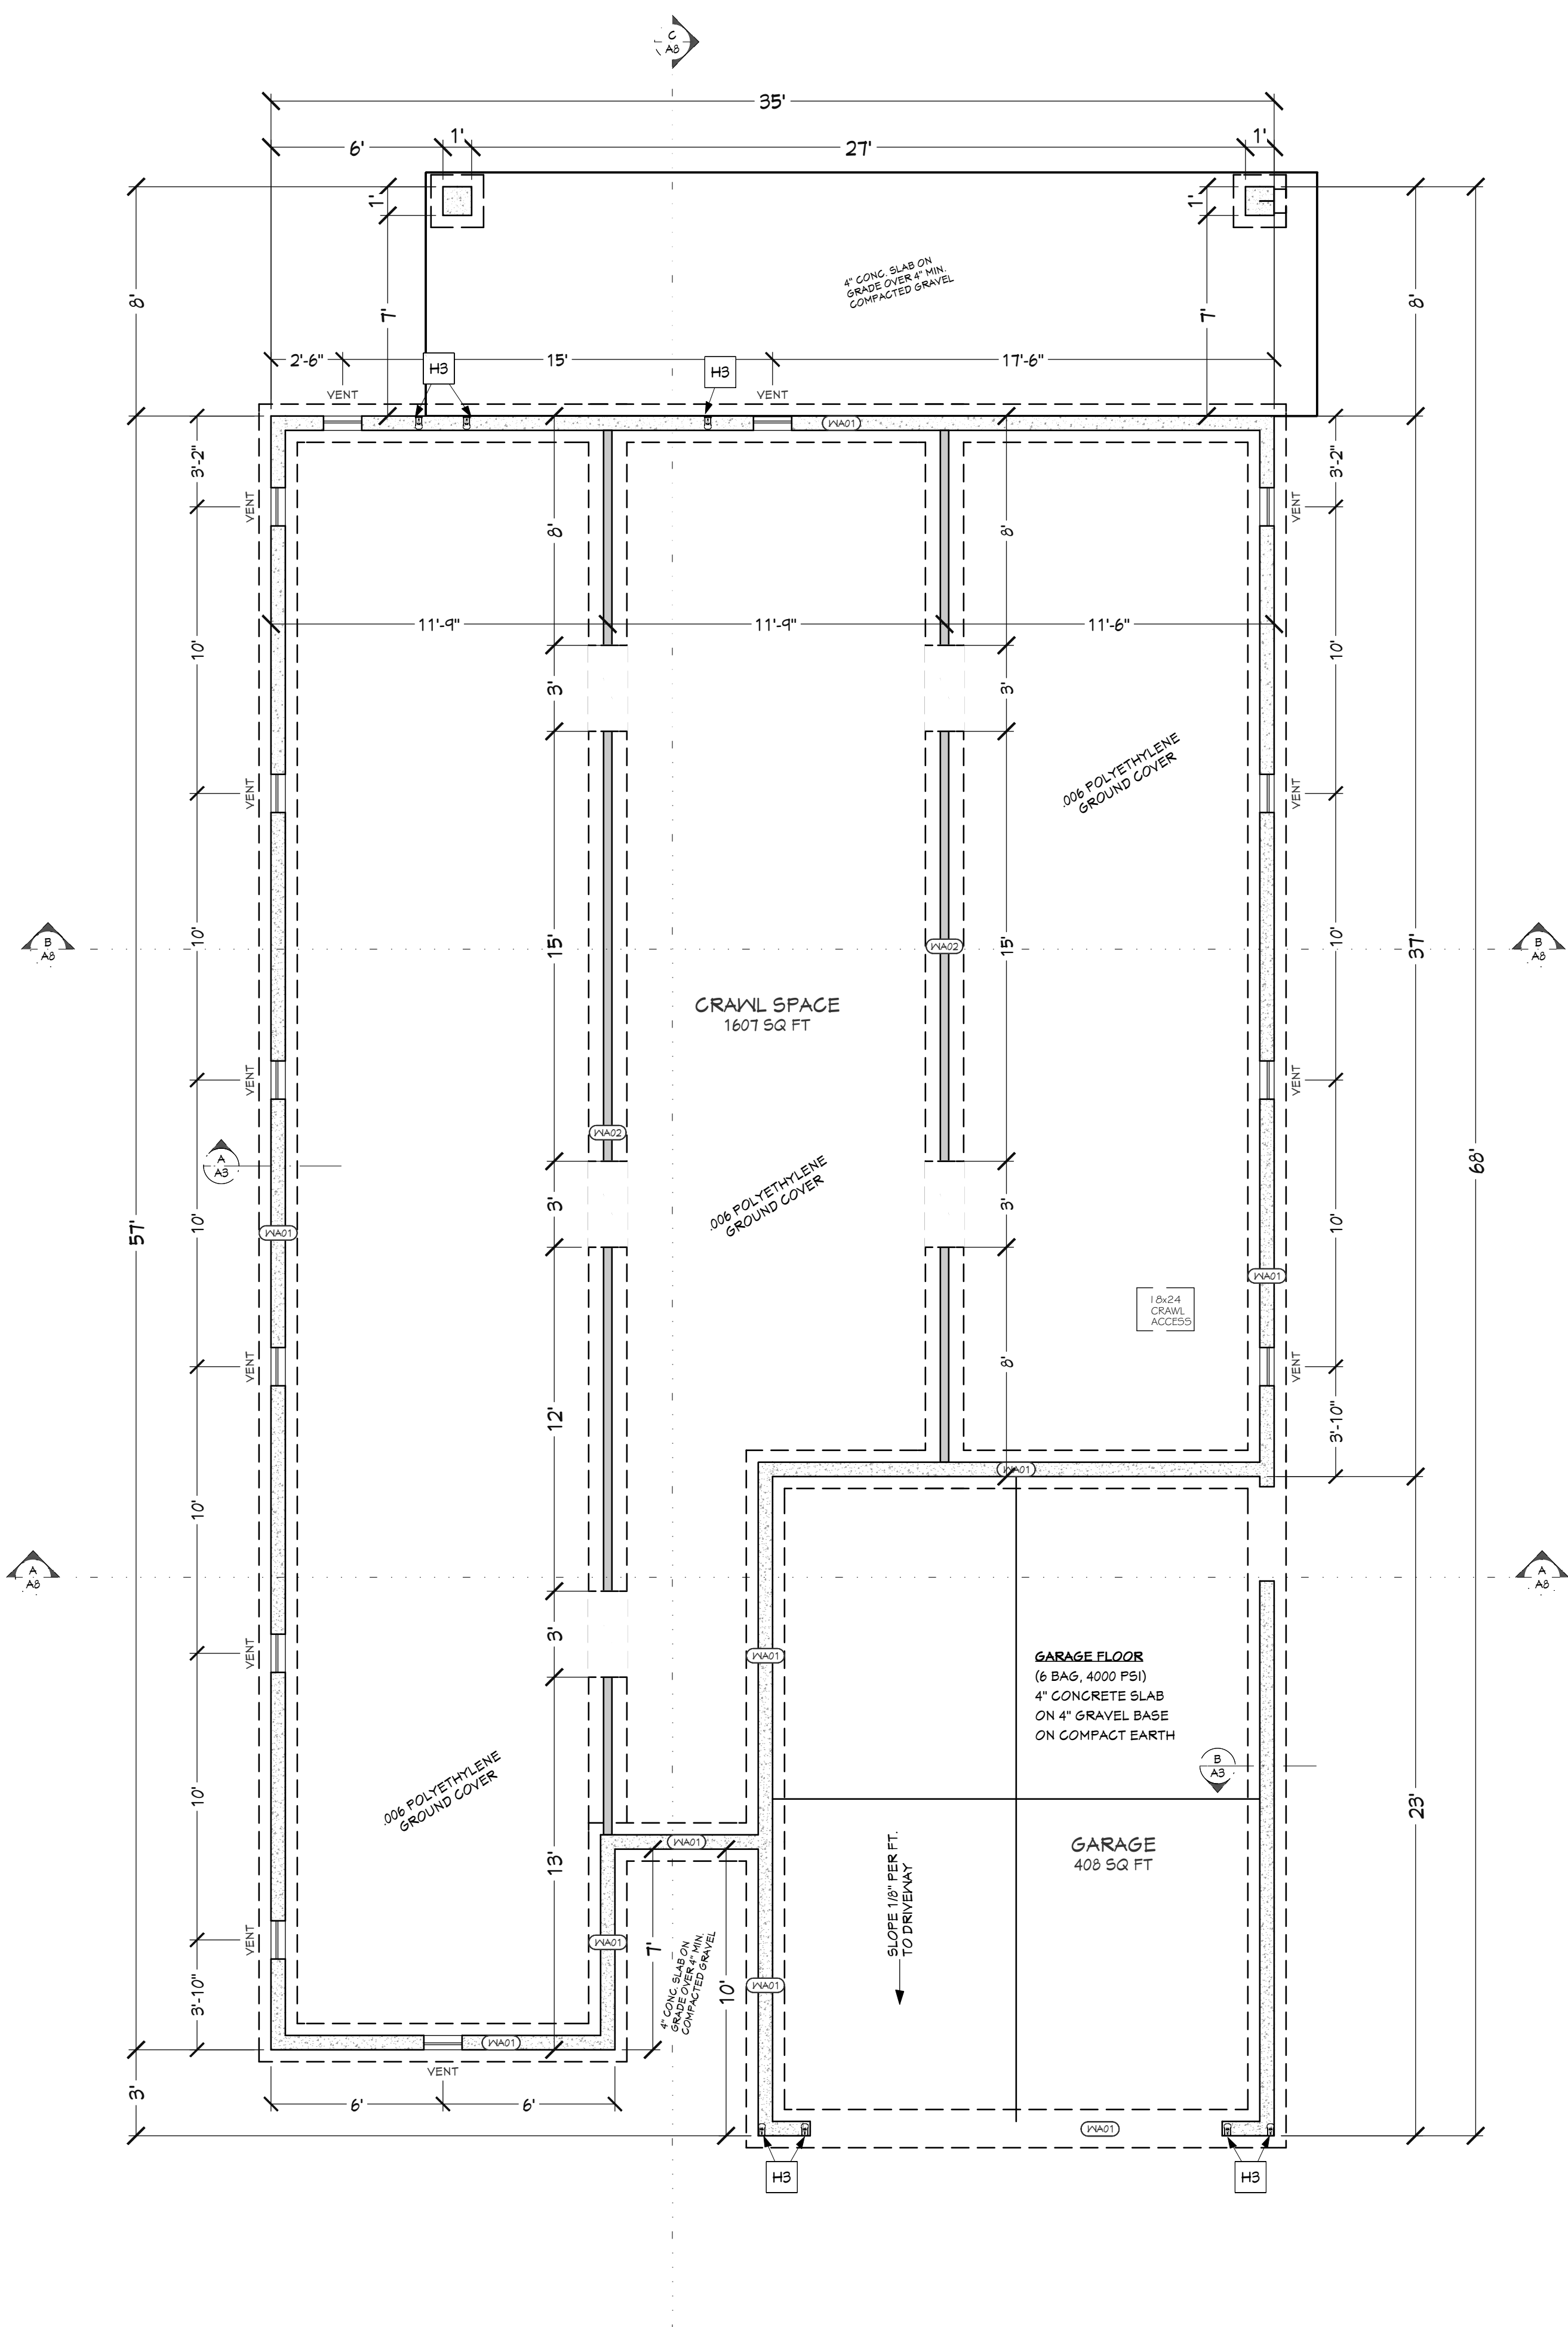 C
A8
35'
6'
1'
27'
1'
1'
1'
8'
8'
4" CONC. SLAB ON
GRADE OVER 4" MIN.
COMPACTED GRAVEL
7'
7'
2'-6"
15'
17'-6"
H3
H3
VENT
VENT
WA01
3'-2"
3'-2"
VENT
VENT
8'
8'
11'-9"
11'-9"
11'-6"
10'
10'
3'
3'
.006 POLYETHYLENE
GROUND COVER
VENT
VENT
B
A8
10'
15'
WA02
15'
10'
37'
B
A8
CRAWL SPACE
1607 SQ FT
VENT
VENT
WA02
A
A3
68'
.006 POLYETHYLENE
GROUND COVER
57'
10'
WA01
3'
3'
10'
WA01
18x24
CRAWL
ACCESS
VENT
8'
VENT
12'
3'-10"
WA01
10'
A
A8
A
A8
VENT
3'
WA01
GARAGE FLOOR
(6 BAG, 4000 PSI)
4" CONCRETE SLAB
ON 4" GRAVEL BASE
ON COMPACT EARTH
B
A3
.006 POLYETHYLENE
GROUND COVER
10'
23'
WA01
GARAGE
408 SQ FT
13'
SLOPE 1/8" PER FT.
TO DRIVEWAY
VENT
WA01
7'
4" CONC. SLAB ON
GRADE OVER 4" MIN.
COMPACTED GRAVEL
10'
WA01
3'-10"
WA01
VENT
3'
6'
6'
WA01
H3
H3